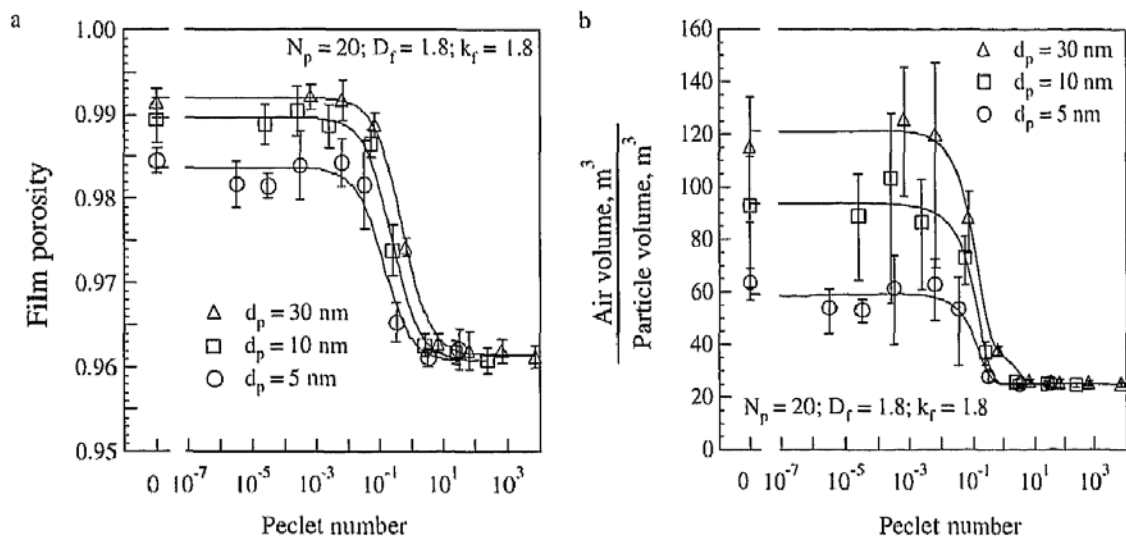 a
1.00
0.99
0.98
0.97
0.96
0.95
Film porosity
N_p = 20; D_f = 1.8; k_f = 1.8
d_p = 30 nm
d_p = 10 nm
d_p = 5 nm
0 10^-7 10^-5 10^-3 10^-1 10^1 10^3
Peclet number
b
160
140
120
100
80
60
40
20
0
Air volume, m^3
Particle volume, m^3
d_p = 30 nm
d_p = 10 nm
d_p = 5 nm
N_p = 20; D_f = 1.8; k_f = 1.8
0 10^-7 10^-5 10^-3 10^-1 10^1 10^3
Peclet number